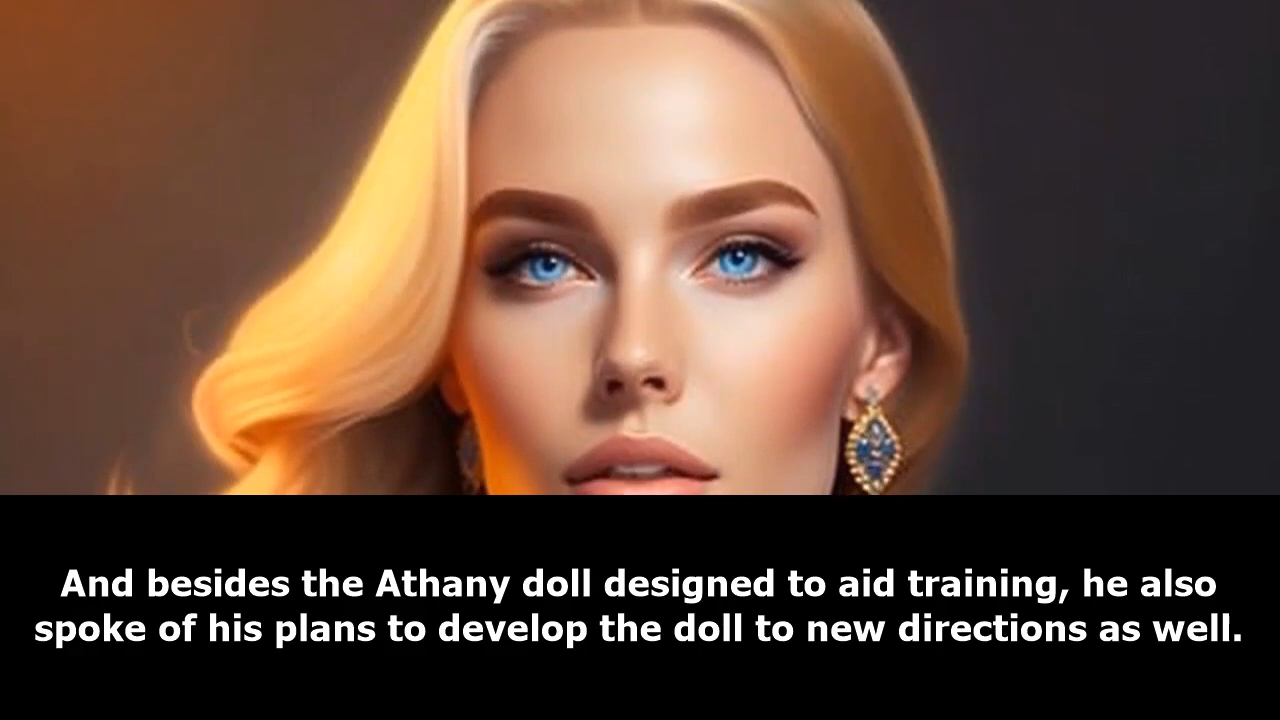 And besides the Athany doll designed to aid training, he also
spoke of his plans to develop the doll to new directions as well.